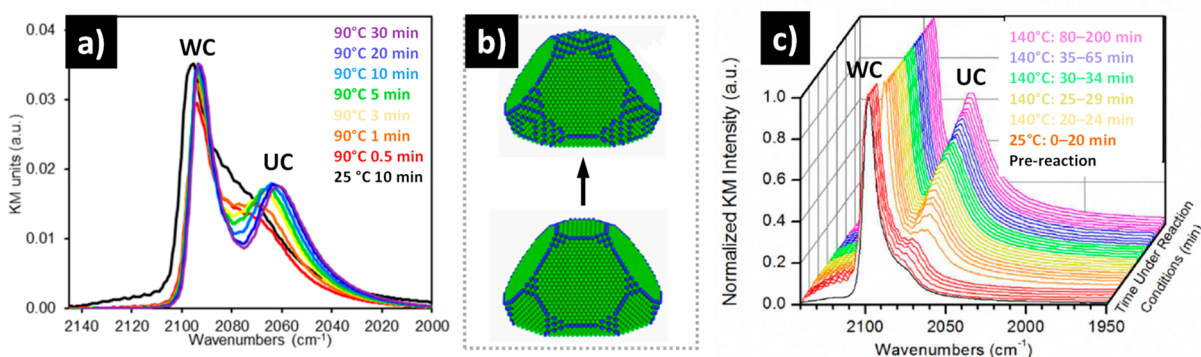 a)
WC
UC
90°C 30 min
90°C 20 min
90°C 10 min
90°C 5 min
90°C 3 min
90°C 1 min
90°C 0.5 min
25 °C 10 min
KM units (a.u.)
0.04
0.03
0.02
0.01
0.00
2140 2120 2100 2080 2060 2040 2020 2000
Wavenumbers (cm-1)
b)
c)
WC
UC
140°C: 80–200 min
140°C: 35–65 min
140°C: 30–34 min
140°C: 25–29 min
140°C: 20–24 min
25°C: 0–20 min
Pre-reaction
Normalized KM Intensity (a.u.)
1.0
0.8
0.6
0.4
0.2
0.0
2100 2050 2000 1950
Wavenumbers (cm-1)
Time Under Reaction
Conditions (min)